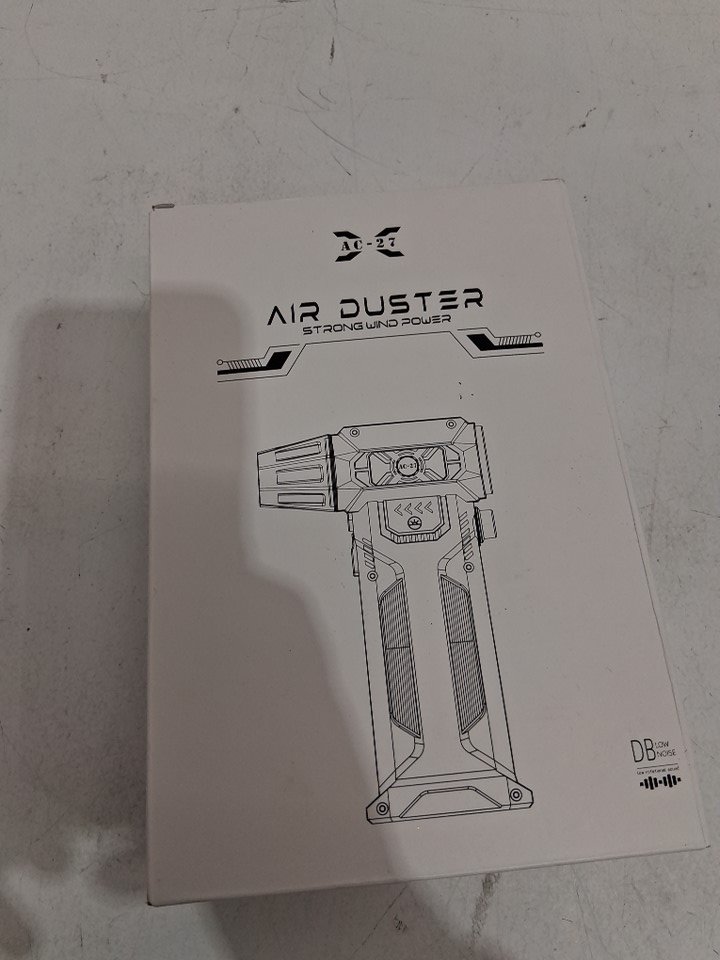 AC-27
AIR DUSTER
STRONG WIND POWER
AC-27
DB LOW
NOISE